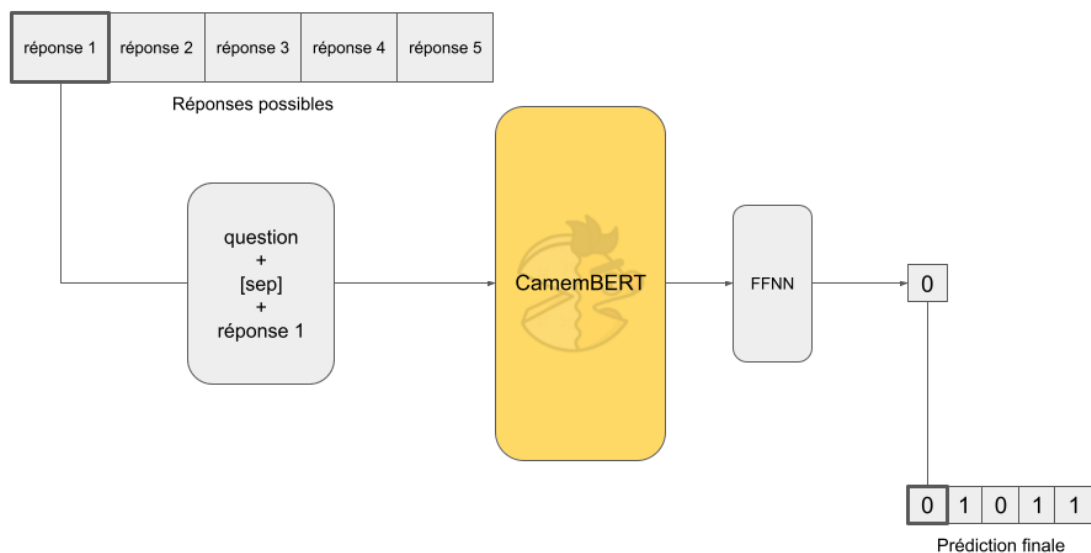 réponse 1 réponse 2 réponse 3 réponse 4 réponse 5
Réponses possibles
question
+
[sep]
+
réponse 1
CamemBERT
FFNN
0
0 1 0 1 1
Prédiction finale